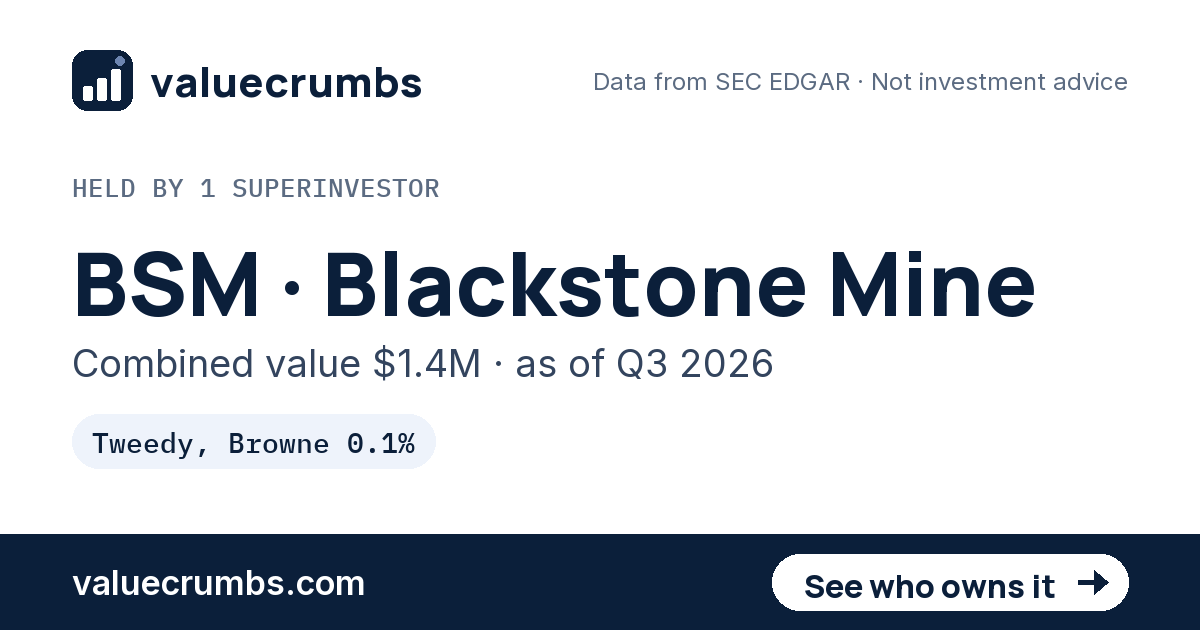 valuecrumbs
Data from SEC EDGAR · Not investment advice
HELD BY 1 SUPERINVESTOR
BSM · Blackstone Mine
Combined value $1.4M · as of Q3 2026
Tweedy, Browne 0.1%
valuecrumbs.com
See who owns it →